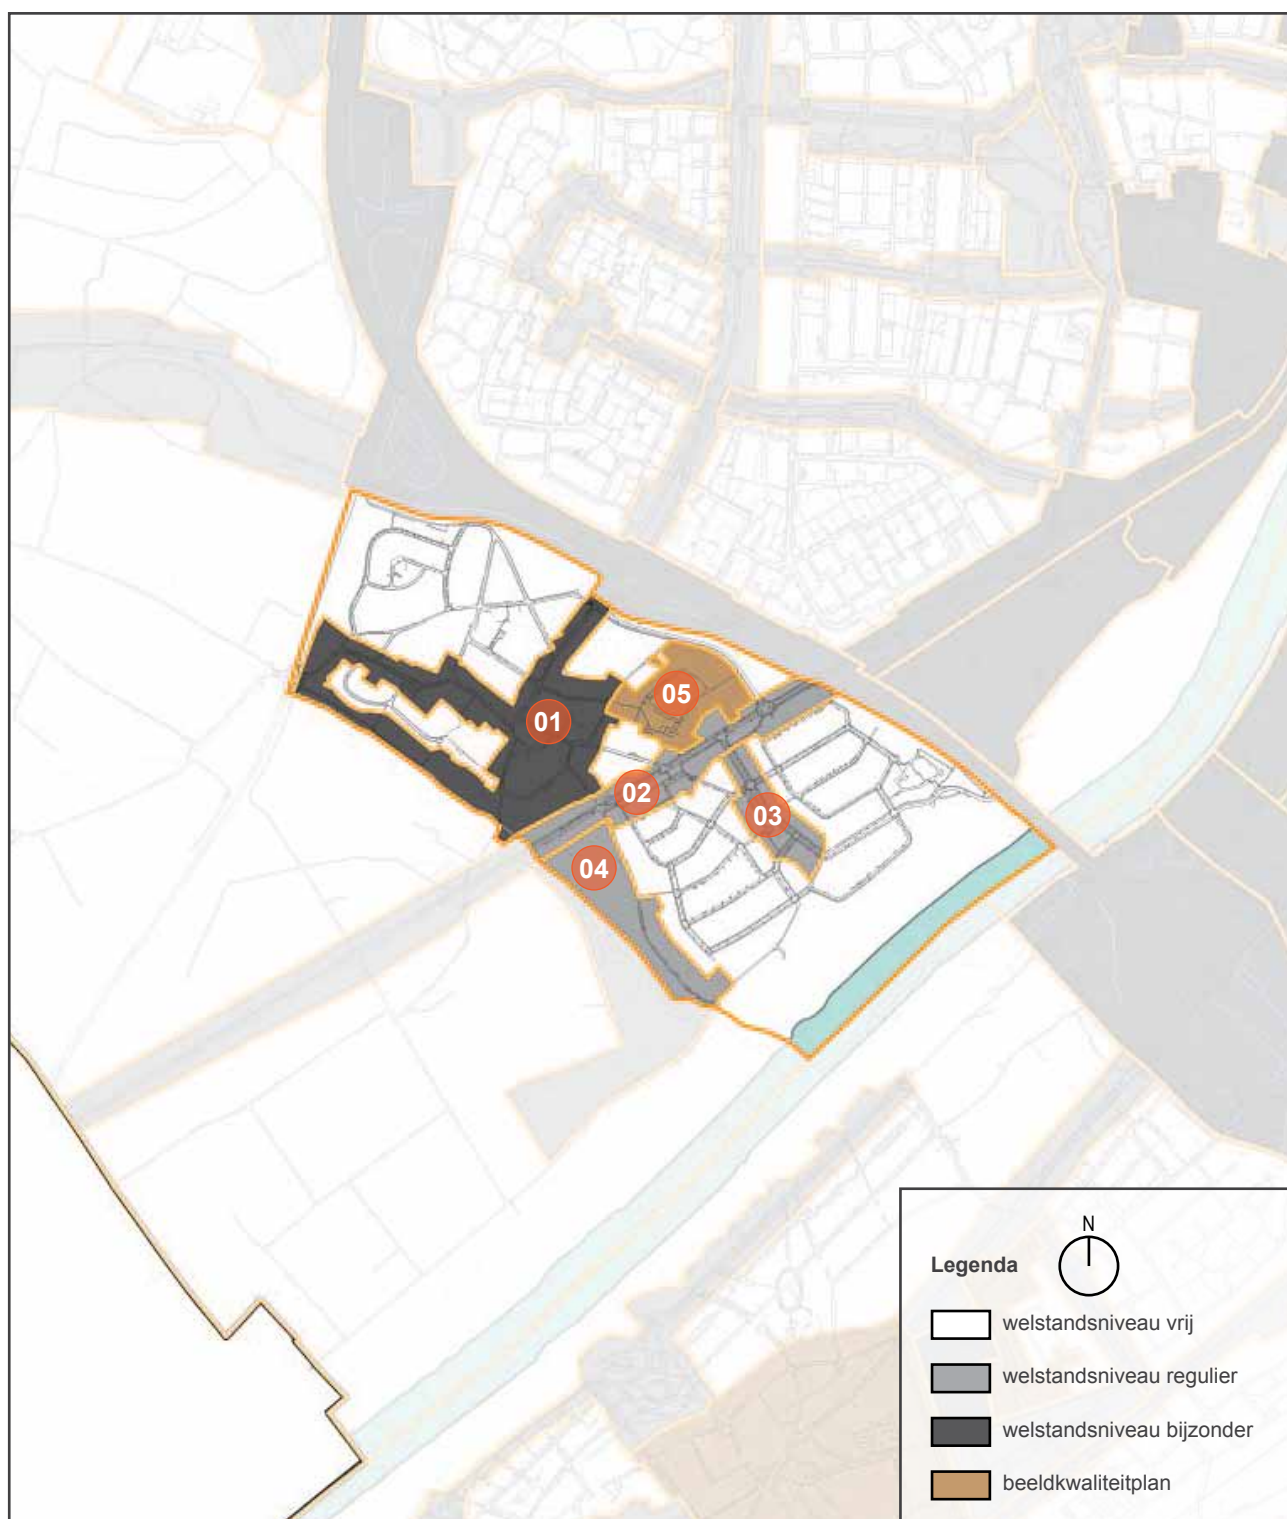 05
01
02
03
04
N
Legenda
welstandsniveau vrij
welstandsniveau regulier
welstandsniveau bijzonder
beeldkwaliteitplan